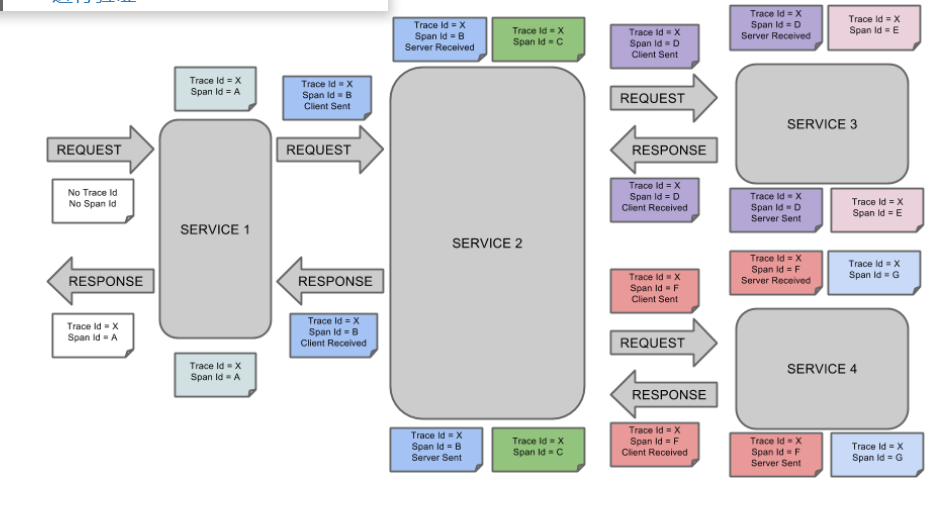 进行验证
Trace Id = X
Span Id = B
Server Received
Trace Id = X
Span Id = C
Trace Id = X
Span Id = D
Client Sent
Trace Id = X
Span Id = D
Server Received
Trace Id = X
Span Id = E
Trace Id = X
Span Id = A
Trace Id = X
Span Id = B
Client Sent
REQUEST
SERVICE 3
REQUEST
REQUEST
RESPONSE
No Trace Id
No Span Id
Trace Id = X
Span Id = D
Client Received
Trace Id = X
Span Id = D
Server Sent
Trace Id = X
Span Id = E
SERVICE 1
SERVICE 2
RESPONSE
RESPONSE
Trace Id = X
Span Id = F
Client Sent
Trace Id = X
Span Id = F
Server Received
Trace Id = X
Span Id = G
Trace Id = X
Span Id = A
Trace Id = X
Span Id = B
Client Received
REQUEST
SERVICE 4
Trace Id = X
Span Id = A
RESPONSE
Trace Id = X
Span Id = B
Server Sent
Trace Id = X
Span Id = C
Trace Id = X
Span Id = F
Client Received
Trace Id = X
Span Id = F
Server Sent
Trace Id = X
Span Id = G